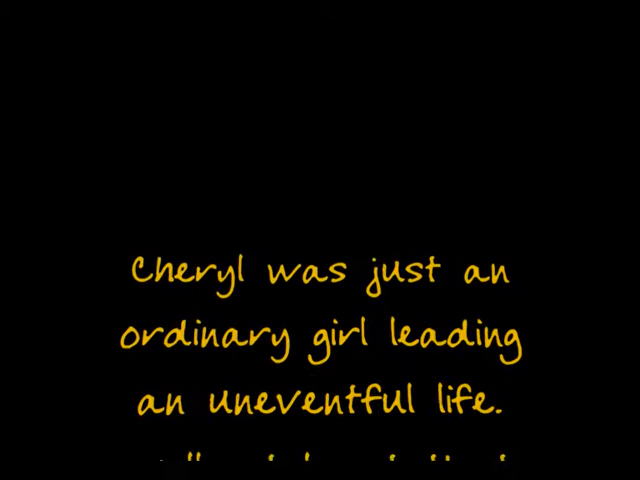 Cheryl was just an
ordinary girl leading
an uneventful life.